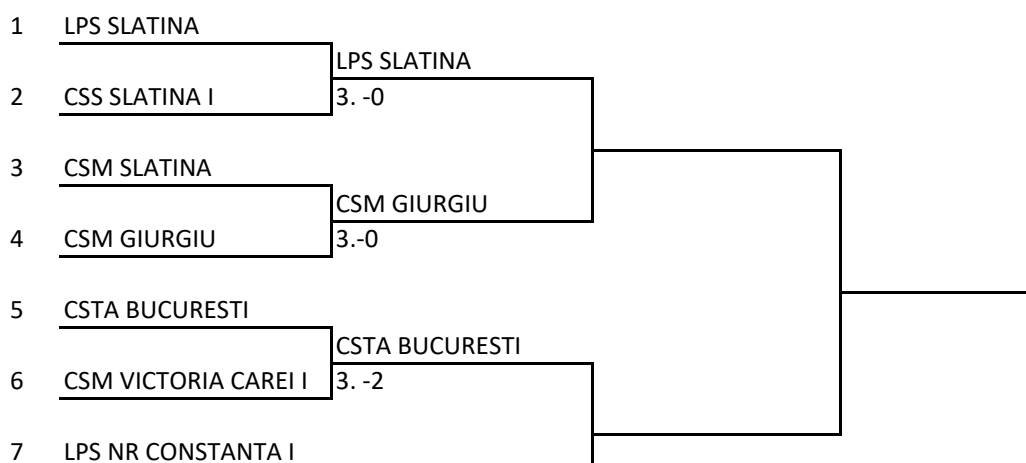 1 LPS SLATINA
LPS SLATINA
2 CSS SLATINA I 3. -0
3 CSM SLATINA
CSM GIURGIU
4 CSM GIURGIU 3.-0
5 CSTA BUCURESTI
CSTA BUCURESTI
6 CSM VICTORIA CAREI I 3. -2
7 LPS NR CONSTANTA I